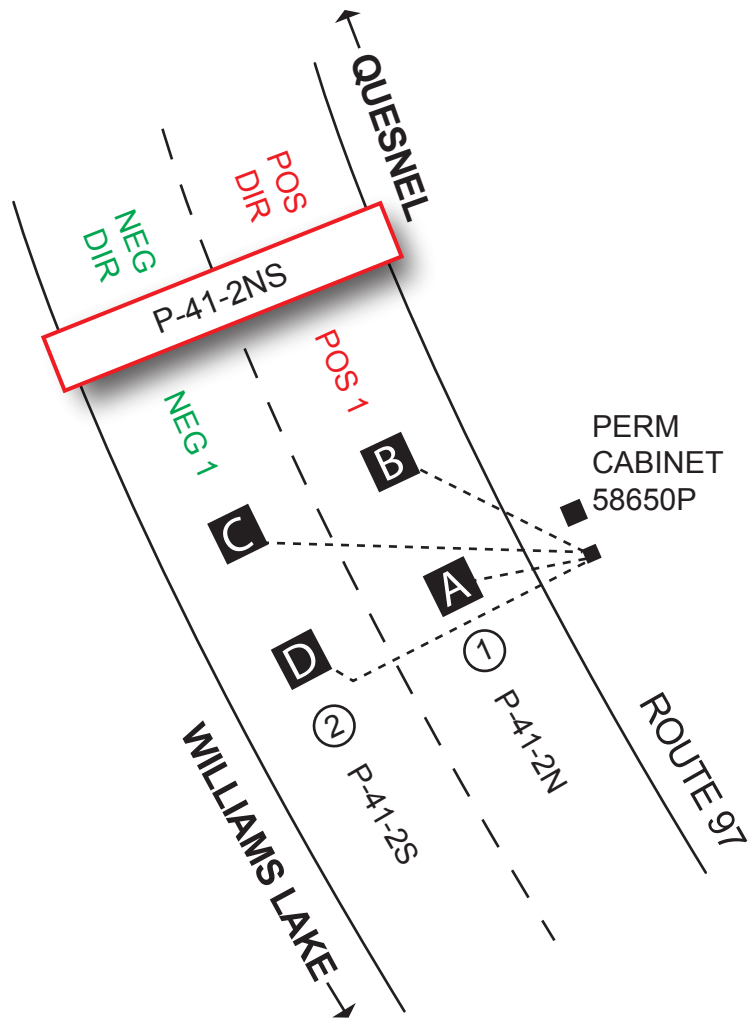 QUESNEL
POS
DIR
NEG
DIR
P-41-2NS
POS 1
NEG 1
B
PERM
CABINET
58650P
C
A
D
1
2
P-41-2N
P-41-2S
ROUTE 97
WILLIAMS LAKE